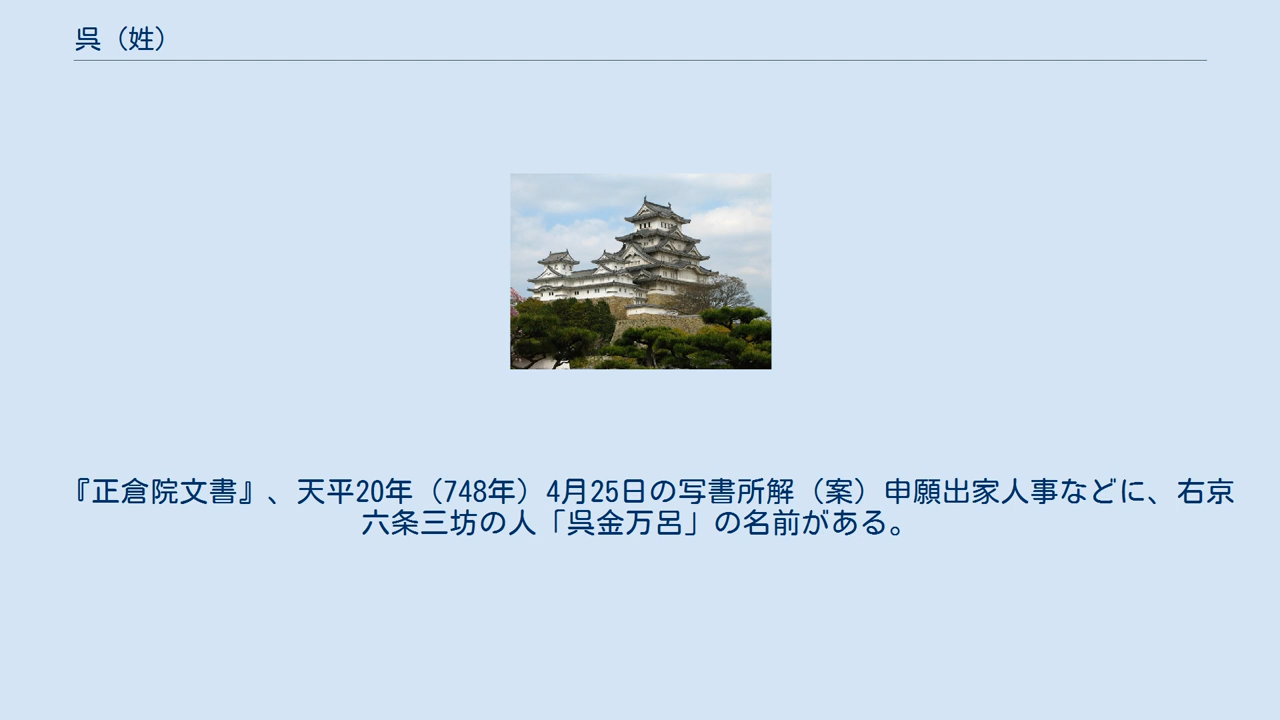 呉（姓）
『正倉院文書』、天平20年（748年）4月25日の写書所解（案）申願出家人事などに、右京
六条三坊の人「呉金万呂」の名前がある。